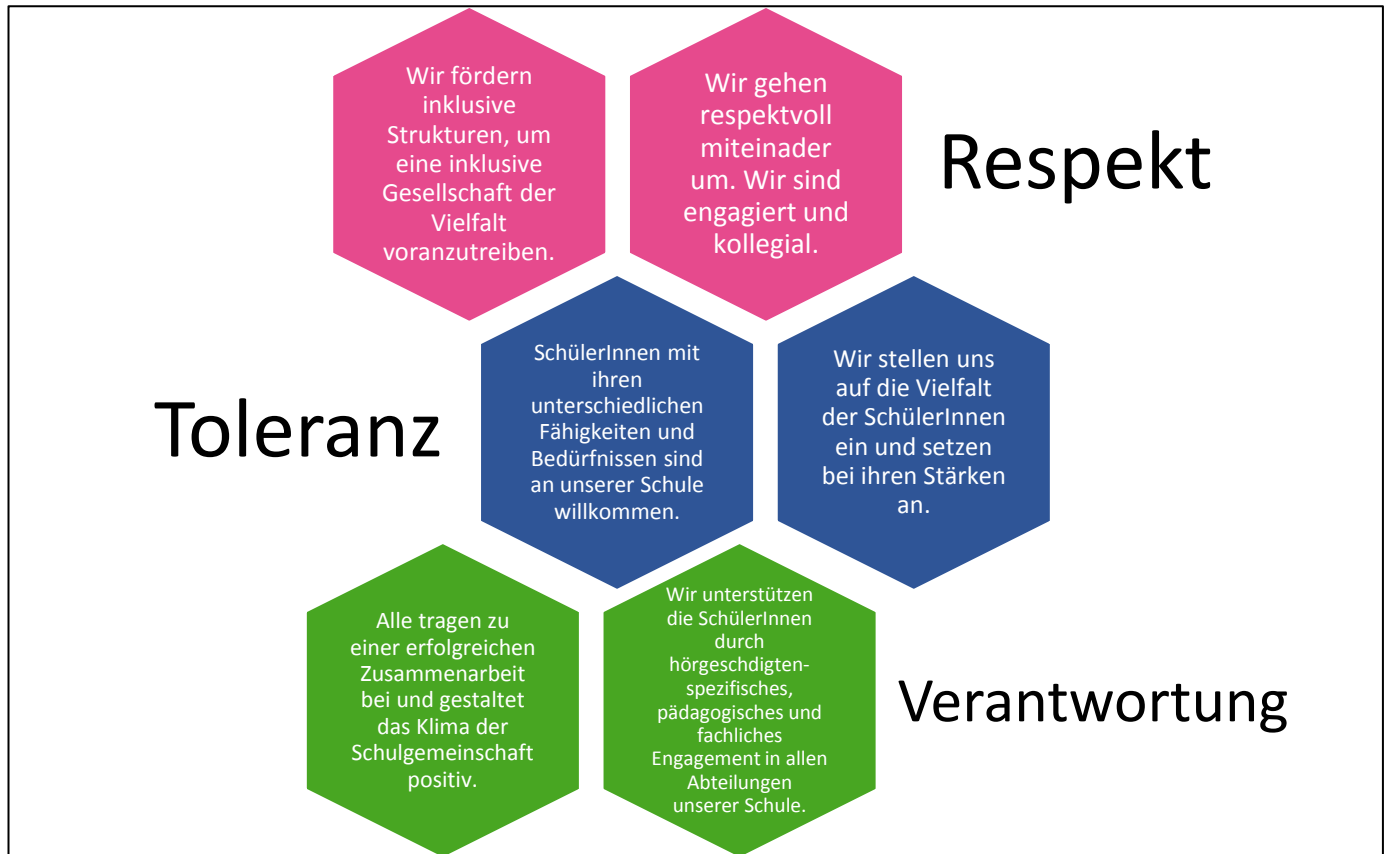 Wir fördern
inklusive
Strukturen, um
eine inklusive
Gesellschaft der
Vielfalt
voranzutreiben.
Wir gehen
respektvoll
miteinader
um. Wir sind
engagiert und
kollegial.
Respekt
Toleranz
SchülerInnen mit
ihren
unterschiedlichen
Fähigkeiten und
Bedürfnissen sind
an unserer Schule
willkommen.
Wir stellen uns
auf die Vielfalt
der SchülerInnen
ein und setzen
bei ihren Stärken
an.
Alle tragen zu
einer erfolgreichen
Zusammenarbeit
bei und gestaltet
das Klima der
Schulgemeinschaft
positiv.
Wir unterstützen
die SchülerInnen
durch
hörgeschdigten-
spezifisches,
pädagogisches und
fachliches
Engagement in allen
Abteilungen
unserer Schule.
Verantwortung